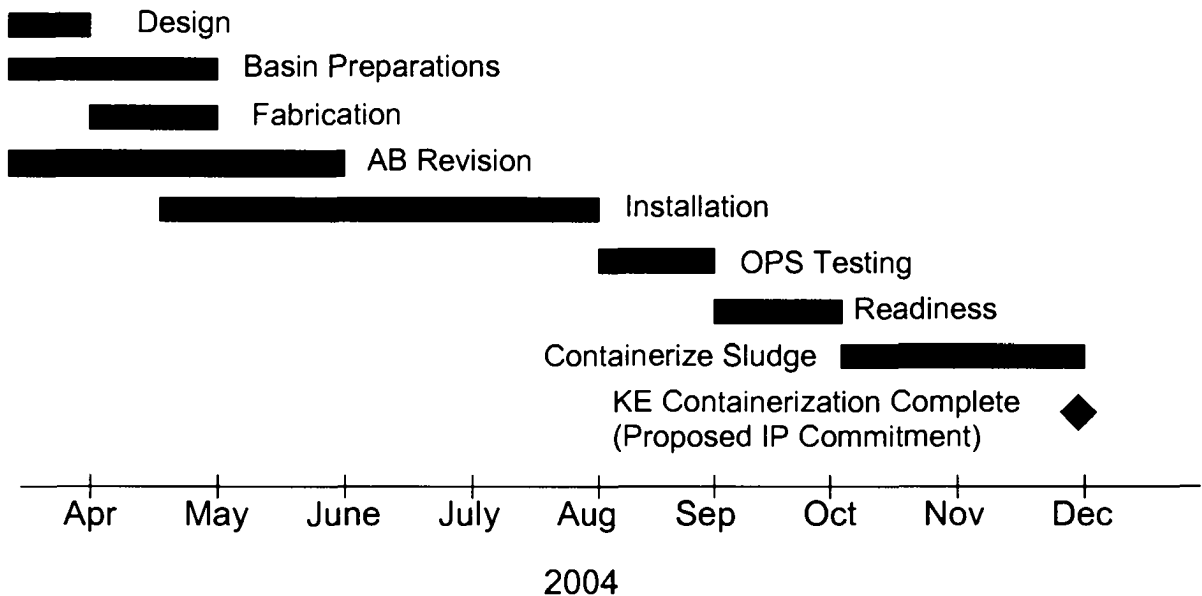 Design
Basin Preparations
Fabrication
AB Revision
Installation
OPS Testing
Readiness
Containerize Sludge
KE Containerization Complete
(Proposed IP Commitment)
Apr May June July Aug Sep Oct Nov Dec
2004